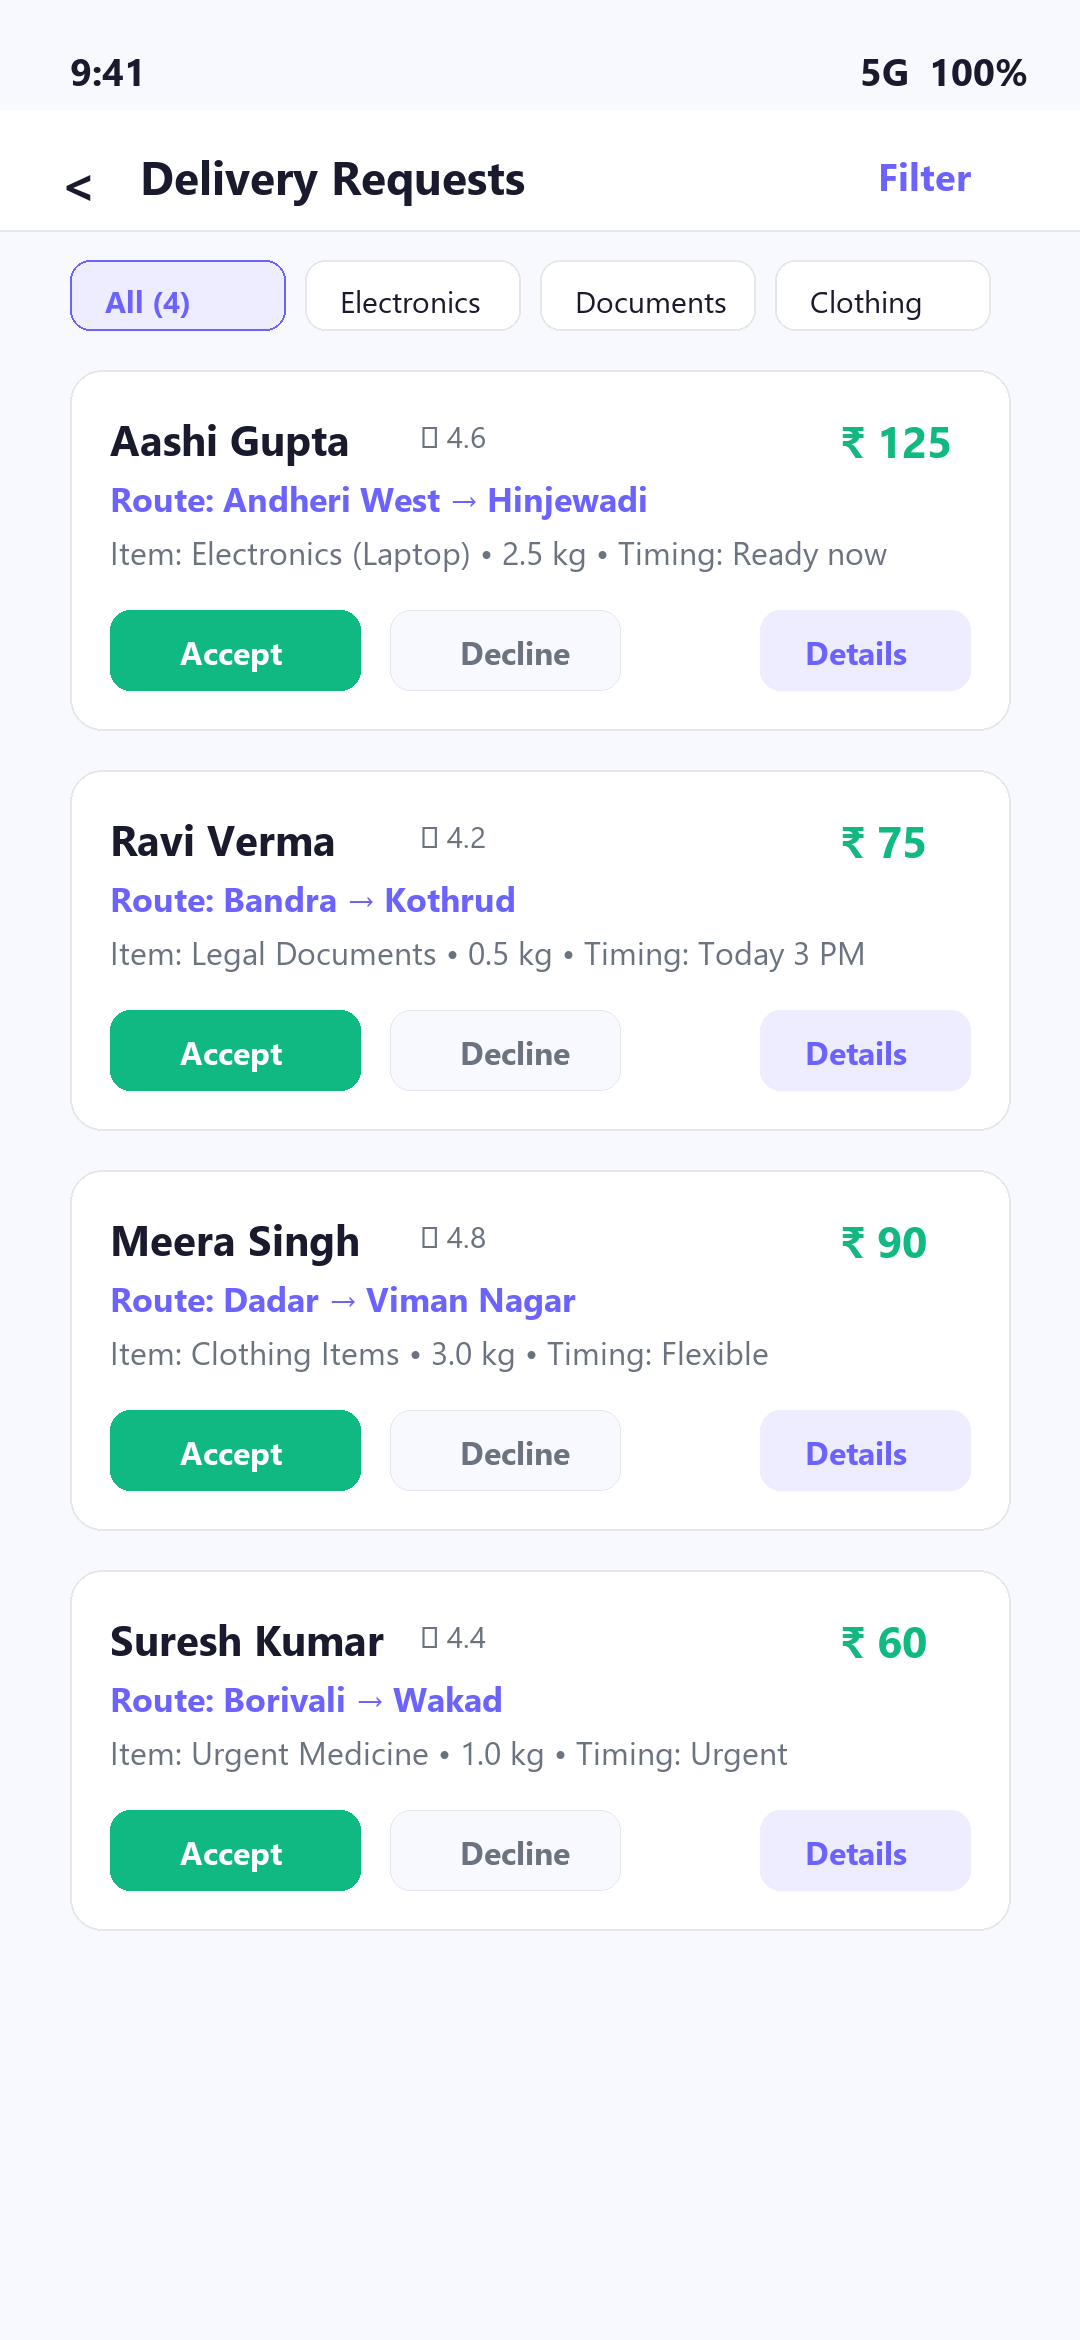 9:41 5G 100%
< Delivery Requests Filter
All (4) Electronics Documents Clothing
Aashi Gupta 4.6 ₹ 125
Route: Andheri West → Hinjewadi
Item: Electronics (Laptop) • 2.5 kg • Timing: Ready now
Accept Decline Details
Ravi Verma 4.2 ₹ 75
Route: Bandra → Kothrud
Item: Legal Documents • 0.5 kg • Timing: Today 3 PM
Accept Decline Details
Meera Singh 4.8 ₹ 90
Route: Dadar → Viman Nagar
Item: Clothing Items • 3.0 kg • Timing: Flexible
Accept Decline Details
Suresh Kumar 4.4 ₹ 60
Route: Borivali → Wakad
Item: Urgent Medicine • 1.0 kg • Timing: Urgent
Accept Decline Details